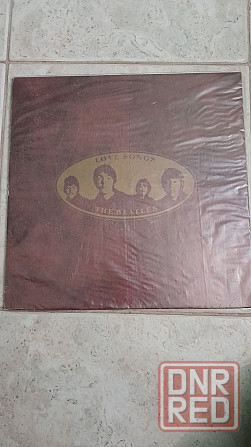 LOVE SONGS
THE BEATLES
DNR
RED